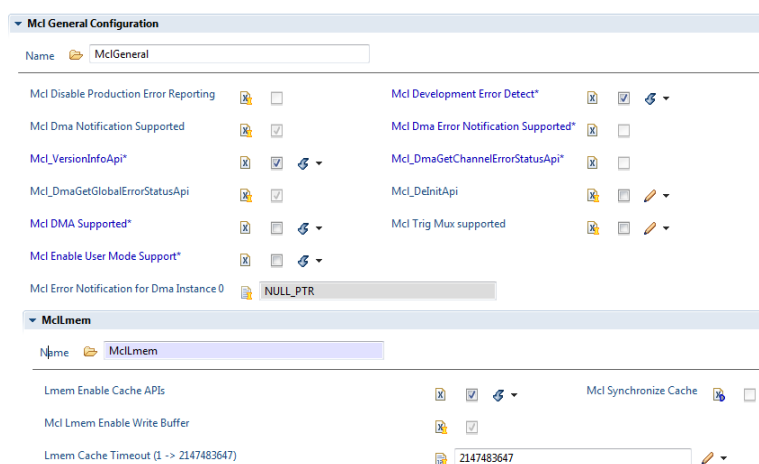 Mcl General Configuration
Name MclGeneral
Mcl Disable Production Error Reporting Mcl Development Error Detect*
Mcl Dma Notification Supported Mcl Dma Error Notification Supported*
Mcl_VersionInfoApi* Mcl_DmaGetChannelErrorStatusApi*
Mcl_DmaGetGlobalErrorStatusApi Mcl_DeInitApi
Mcl DMA Supported* Mcl Trig Mux supported
Mcl Enable User Mode Support*
Mcl Error Notification for Dma Instance 0 NULL_PTR
MclLmem
Name MclLmem
Lmem Enable Cache APIs Mcl Synchronize Cache
Mcl Lmem Enable Write Buffer
Lmem Cache Timeout (1 -> 2147483647) 2147483647